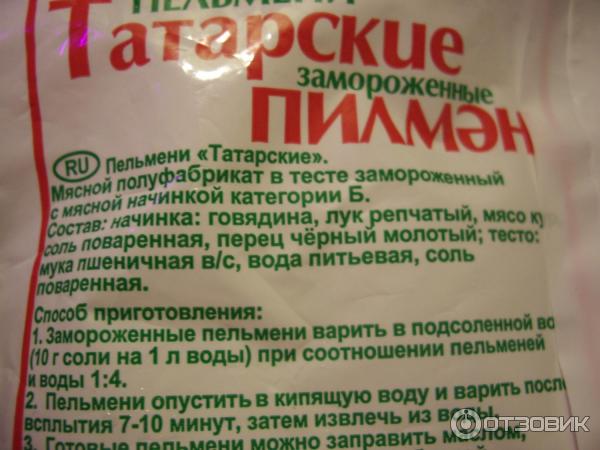 ПЕЛЬМЕНИ
Татарские
замороженные
ПИЛМӘН
RU Пельмени «Татарские».
Мясной полуфабрикат в тесте замороженный
с мясной начинкой категории Б.
Состав: начинка: говядина, лук репчатый, мясо
соль поваренная, перец чёрный молотый; тесто:
мука пшеничная в/с, вода питьевая, соль
поваренная.
Способ приготовления:
1. Замороженные пельмени варить в подсоленной
(10 г соли на 1 л воды) при соотношении пельменей
и воды 1:4.
2. Пельмени опустить в кипящую воду и варить после
всплытия 7-10 минут, затем извлечь из воды.
3. Готовые пельмени можно заправить маслом,
ОТЗОВИК